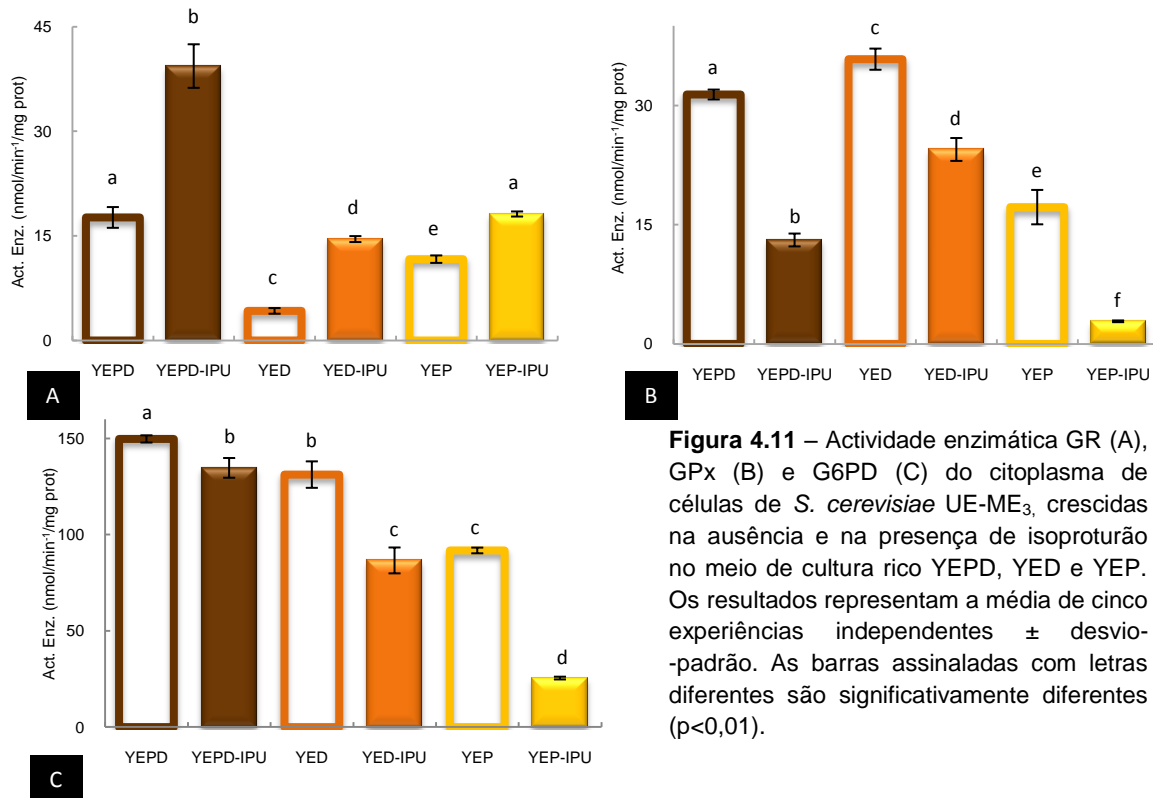 45
30
15
0
Act. Enz. (nmol/min⁻¹/mg prot)
a
b
c
d
e
a
YEPD
YEPD-IPU
YED
YED-IPU
YEP
YEP-IPU
A
30
15
0
Act. Enz. (nmol/min⁻¹/mg prot)
a
b
c
d
e
f
YEPD
YEPD-IPU
YED
YED-IPU
YEP
YEP-IPU
B
150
100
50
0
Act. Enz. (nmol/min⁻¹/mg prot)
a
b
b
c
c
d
YEPD
YEPD-IPU
YED
YED-IPU
YEP
YEP-IPU
C
Figura 4.11 – Actividade enzimática GR (A),
GPx (B) e G6PD (C) do citoplasma de
células de S. cerevisiae UE-ME₃, crescidas
na ausência e na presença de isoproturão
no meio de cultura rico YEPD, YED e YEP.
Os resultados representam a média de cinco
experiências independentes ± desvio-
-padrão. As barras assinaladas com letras
diferentes são significativamente diferentes
(p<0,01).